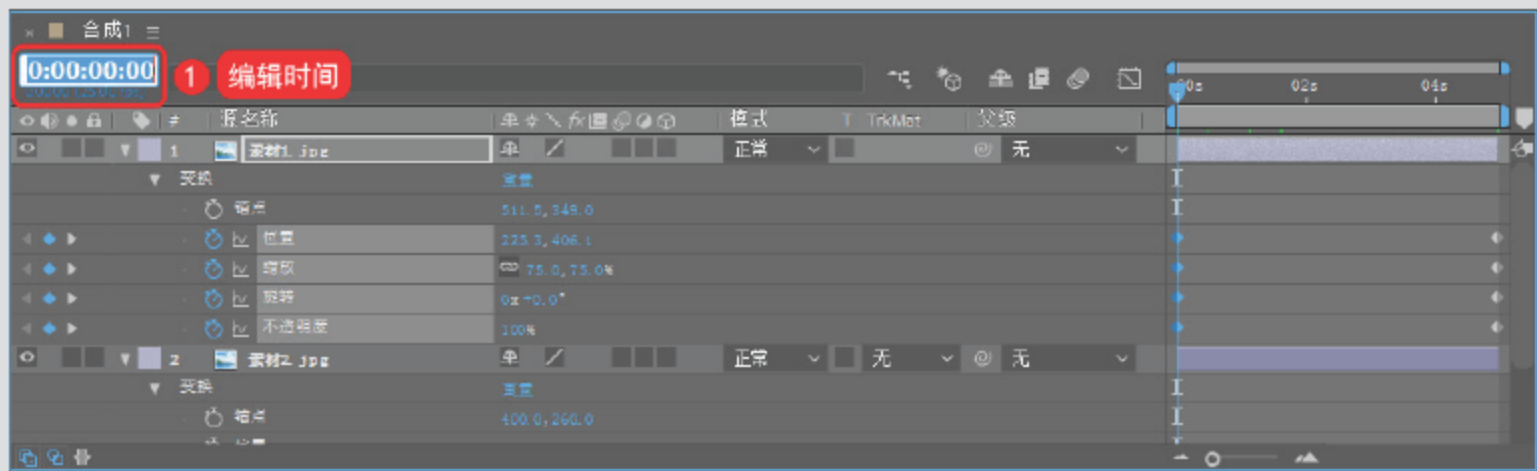 合成1
0:00:00:00
1 编辑时间
00s 02s 04s
# 源名称 fx 模式 T TrkMat 父级
1 素材1.jpg 正常 无
变换 重置
锚点 511.5,349.0
位置 225.3,406.1
缩放 75.0,75.0%
旋转 0x+0.0°
不透明度 100%
2 素材2.jpg 正常 无 无
变换 重置
锚点 400.0,260.0